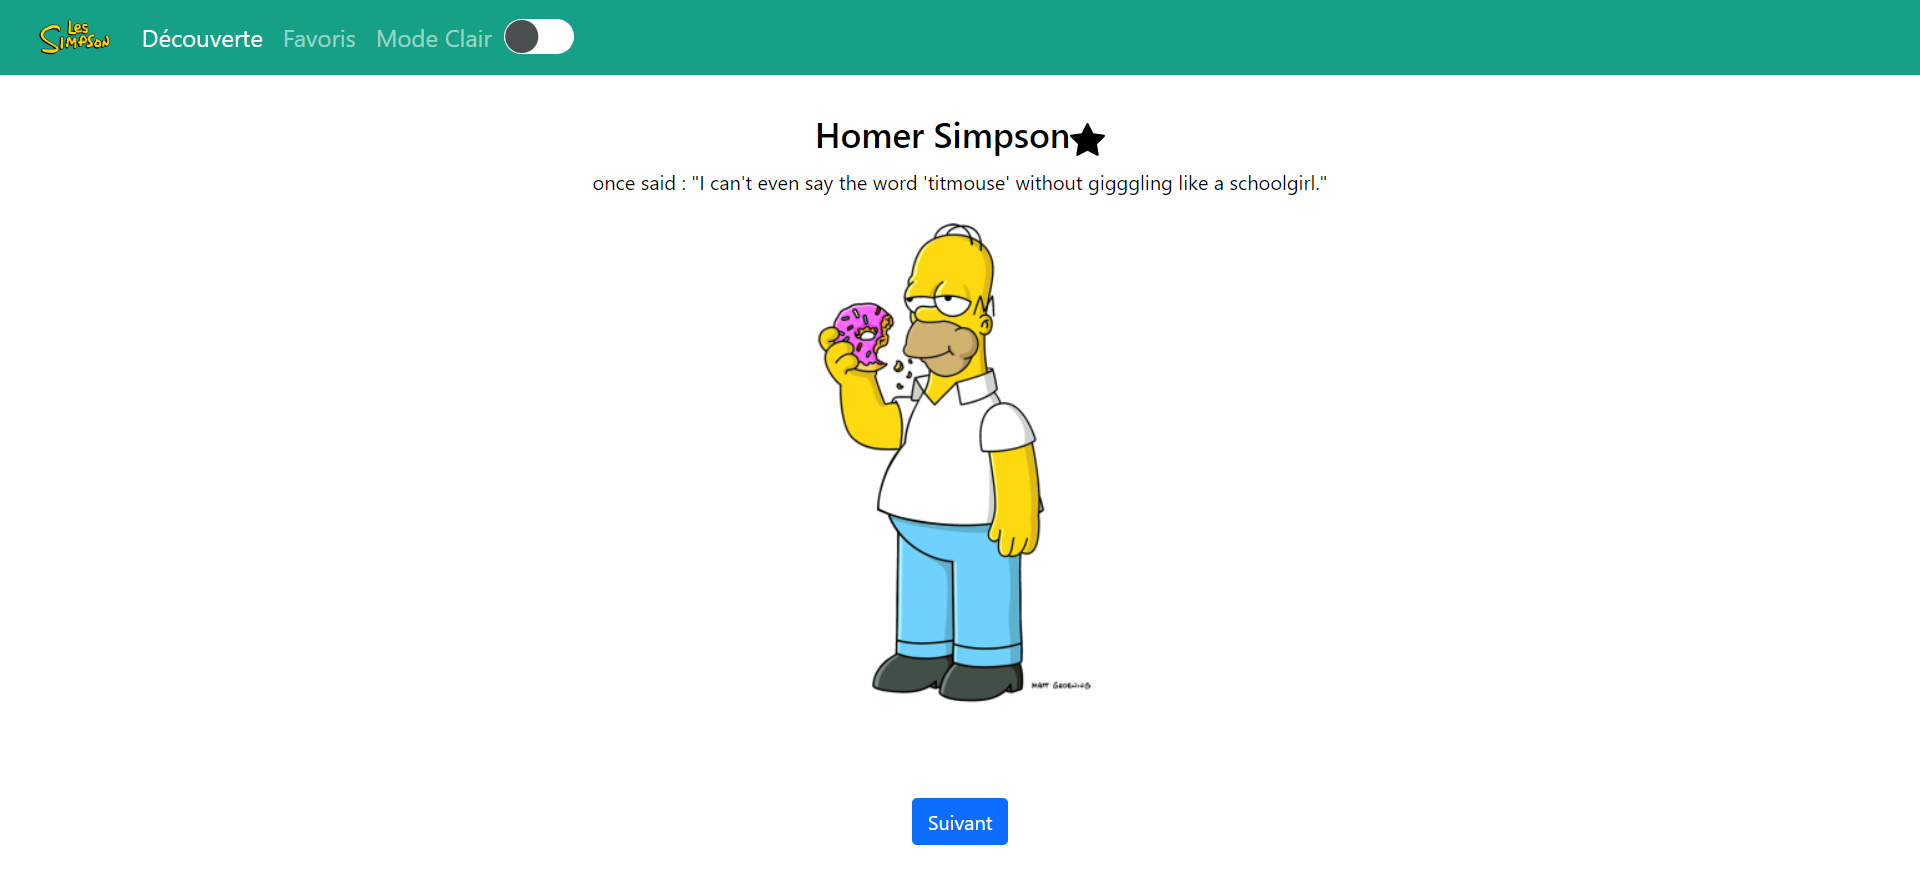 Les
Simpson
Découverte Favoris Mode Clair
Homer Simpson
once said : "I can't even say the word 'titmouse' without gigggling like a schoolgirl."
Matt Groening
Suivant